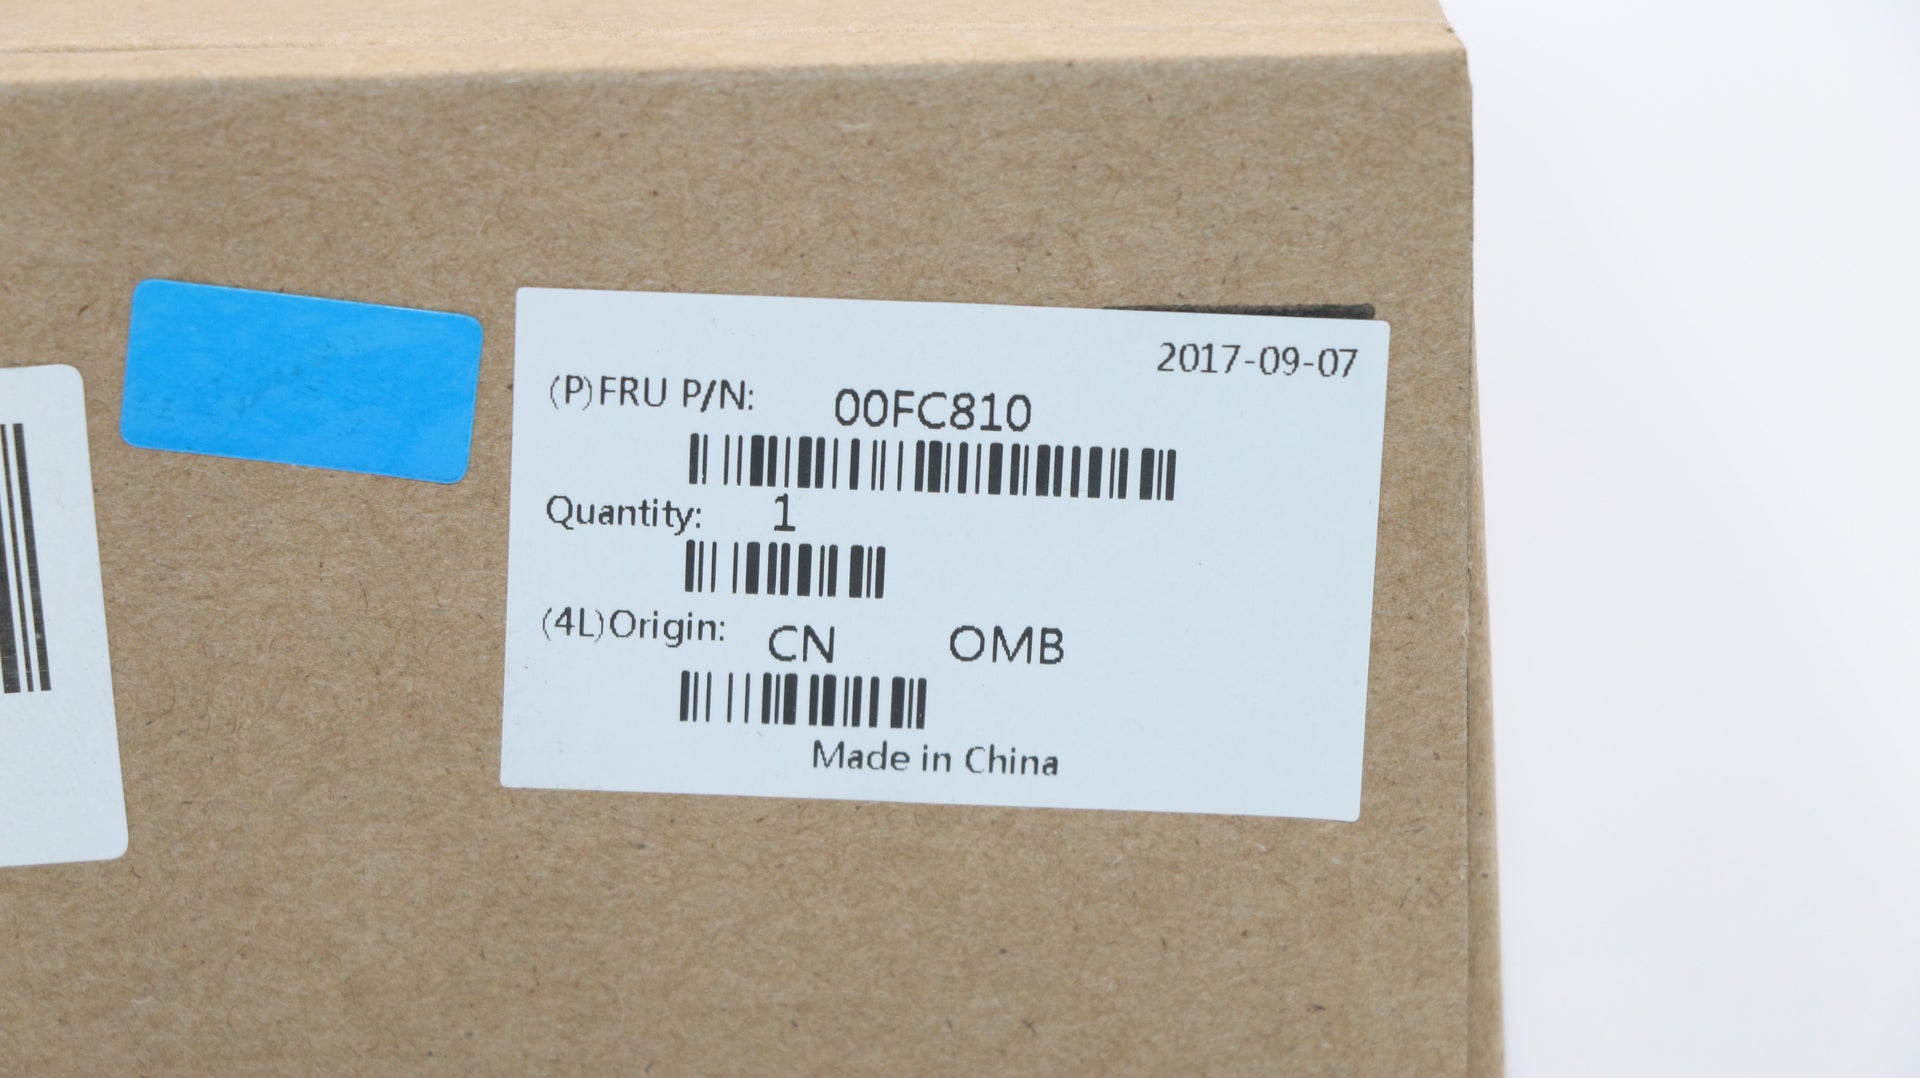 2017-09-07
(P)FRU P/N: 00FC810
Quantity: 1
(4L)Origin: CN OMB
Made in China